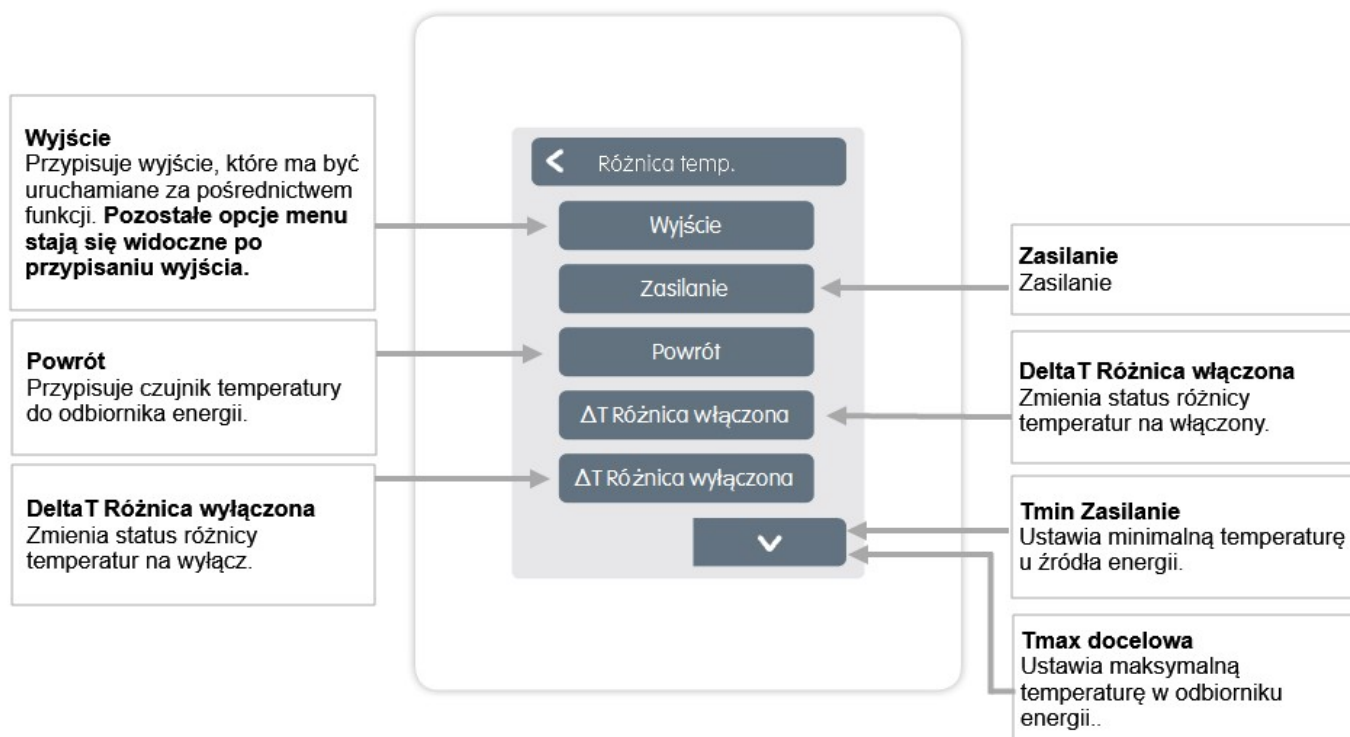 Wyjście
Przypisuje wyjście, które ma być
uruchamiane za pośrednictwem
funkcji. Pozostałe opcje menu
stają się widoczne po
przypisaniu wyjścia.
Powrót
Przypisuje czujnik temperatury
do odbiornika energii.
DeltaT Różnica wyłączona
Zmienia status różnicy
temperatur na wyłącz.
Różnica temp.
Wyjście
Zasilanie
Powrót
ΔT Różnica włączona
ΔT Różnica wyłączona
Zasilanie
Zasilanie
DeltaT Różnica włączona
Zmienia status różnicy
temperatur na włączony.
Tmin Zasilanie
Ustawia minimalną temperaturę
u źródła energii.
Tmax docelowa
Ustawia maksymalną
temperaturę w odbiorniku
energii..